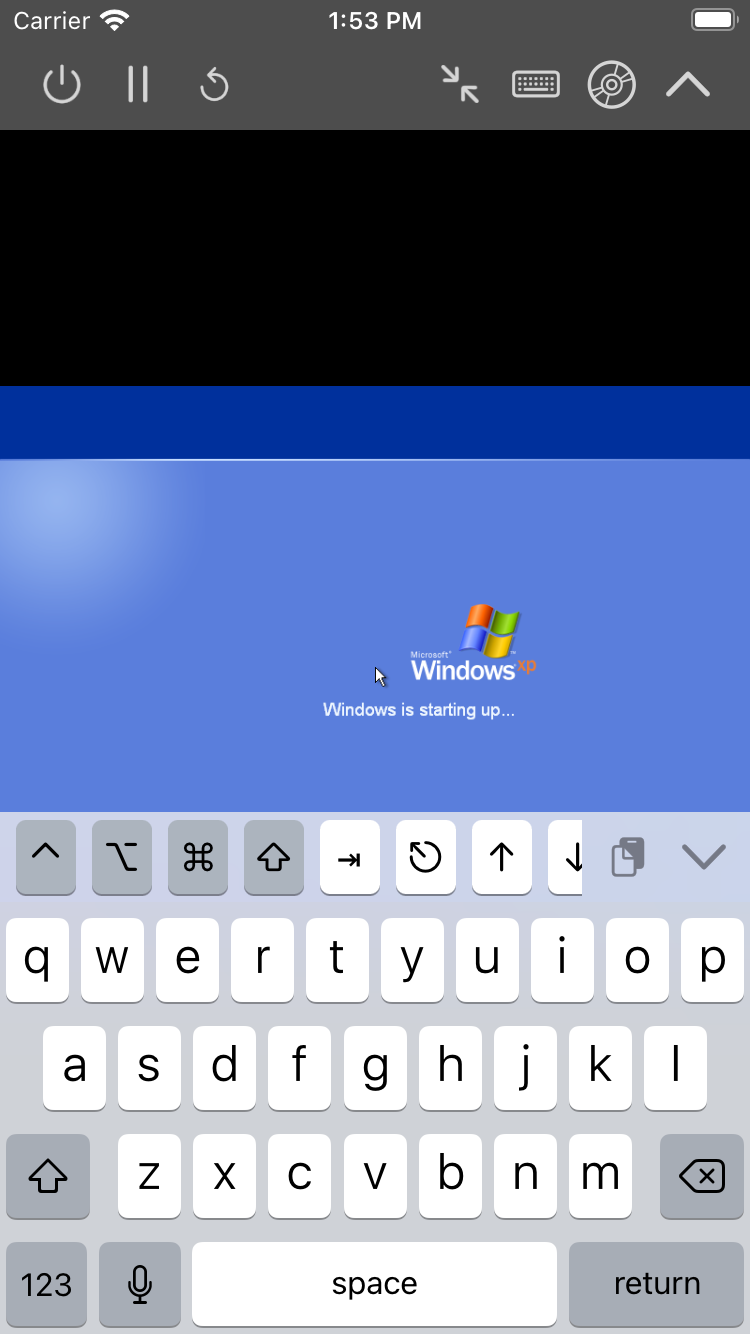 Carrier 1:53 PM
Microsoft
Windows xp
Windows is starting up...
q w e r t y u i o p
a s d f g h j k l
z x c v b n m
123 space return